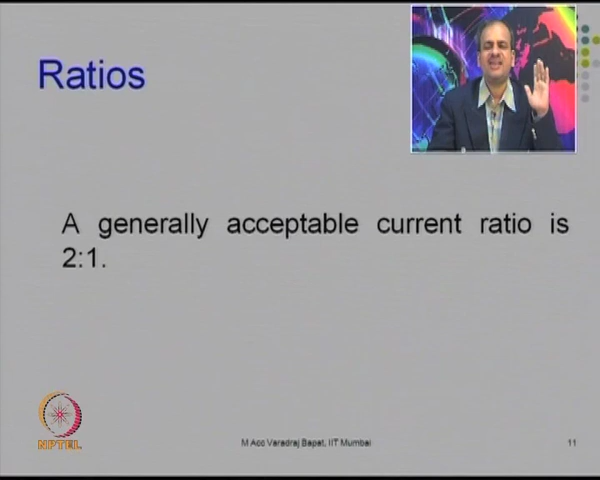 Ratios
A generally acceptable current ratio is
2:1.
NPTEL
M Acc Varadraj Bapat, IIT Mumbai
11